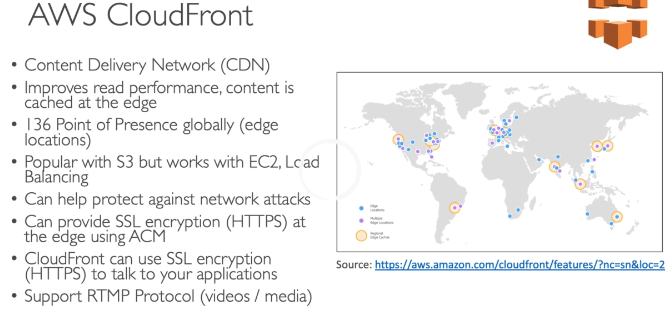 AWS CloudFront
• Content Delivery Network (CDN)
• Improves read performance, content is
cached at the edge
• 136 Point of Presence globally (edge
locations)
• Popular with S3 but works with EC2, Load
Balancing
• Can help protect against network attacks
• Can provide SSL encryption (HTTPS) at
the edge using ACM
• CloudFront can use SSL encryption
(HTTPS) to talk to your applications
• Support RTMP Protocol (videos / media)
Edge
Locations
Multiple
Edge Locations
Regional
Edge Caches
Source: https://aws.amazon.com/cloudfront/features/?nc=sn&loc=2